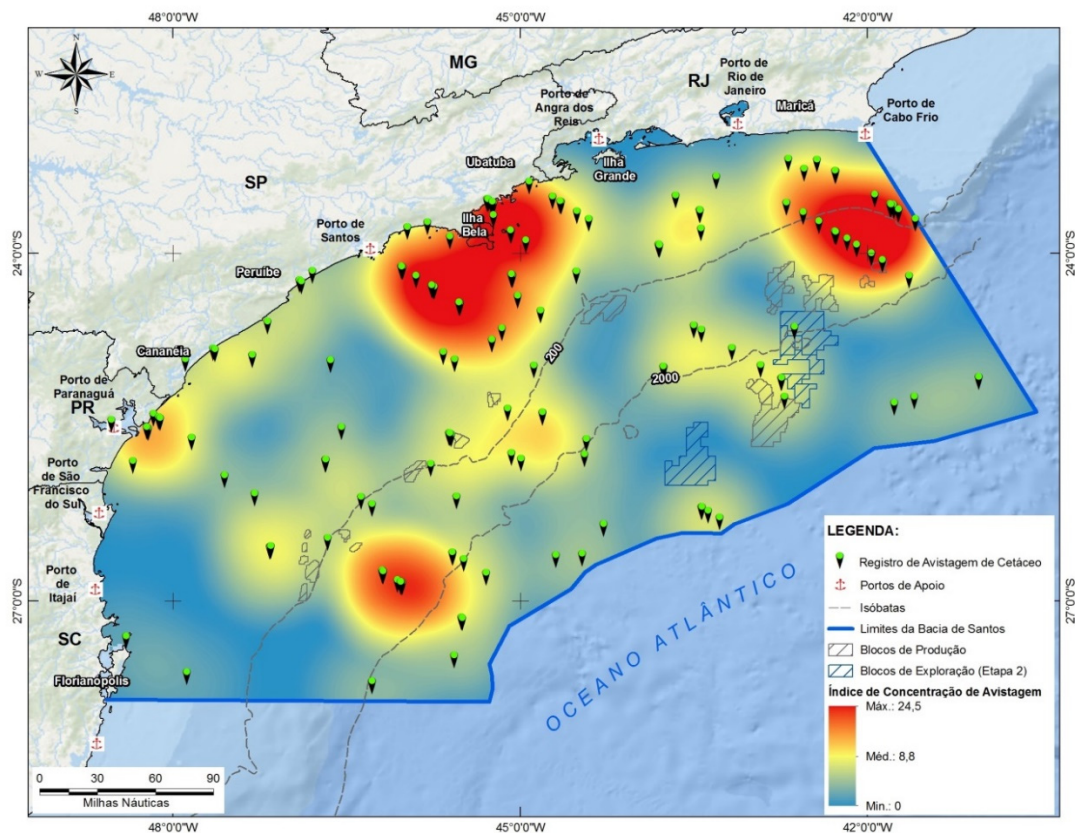 48°0'0"W
45°0'0"W
42°0'0"W
N
W
E
S
MG
RJ
SP
PR
SC
Porto de
Rio de
Janeiro
Maricá
Porto de
Cabo Frio
Porto de
Angra dos
Reis
Ilha
Grande
Ubatuba
Ilha
Bela
Porto de
Santos
24°0'0"S
24°0'0"S
Peruíbe
Cananéia
Porto de
Paranaguá
Porto
de São
Francisco
do Sul
Porto
de
Itajaí
Florianópolis
200
2000
27°0'0"S
27°0'0"S
OCEANO ATLÂNTICO
0 30 60 90
Milhas Náuticas
LEGENDA:
Registro de Avistagem de Cetáceo
Portos de Apoio
Isóbatas
Limites da Bacia de Santos
Blocos de Produção
Blocos de Exploração (Etapa 2)
Índice de Concentração de Avistagem
Máx.: 24,5
Méd.: 8,8
Min.: 0
48°0'0"W
45°0'0"W
42°0'0"W